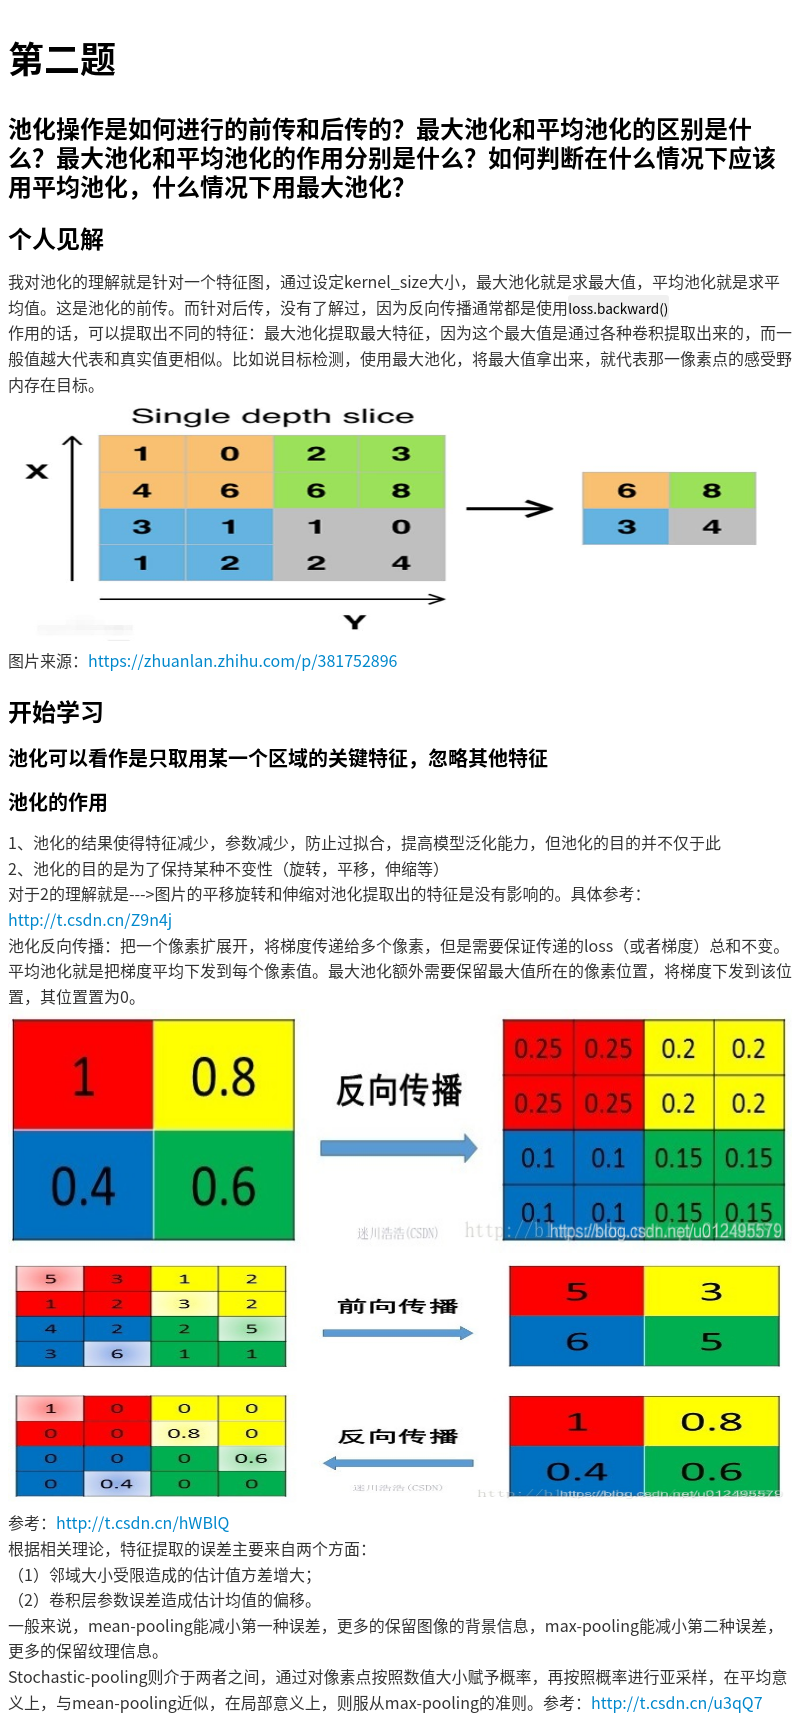 第二题
池化操作是如何进行的前传和后传的？最大池化和平均池化的区别是什
么？最大池化和平均池化的作用分别是什么？如何判断在什么情况下应该
用平均池化，什么情况下用最大池化？
个人见解
我对池化的理解就是针对一个特征图，通过设定kernel_size大小，最大池化就是求最大值，平均池化就是求平
均值。这是池化的前传。而针对后传，没有了解过，因为反向传播通常都是使用loss.backward()
作用的话，可以提取出不同的特征：最大池化提取最大特征，因为这个最大值是通过各种卷积提取出来的，而一
般值越大代表和真实值更相似。比如说目标检测，使用最大池化，将最大值拿出来，就代表那一像素点的感受野
内存在目标。
Single depth slice
X
1 0 2 3
4 6 6 8
3 1 1 0
1 2 2 4
6 8
3 4
Y
图片来源：https://zhuanlan.zhihu.com/p/381752896
开始学习
池化可以看作是只取用某一个区域的关键特征，忽略其他特征
池化的作用
1、池化的结果使得特征减少，参数减少，防止过拟合，提高模型泛化能力，但池化的目的并不仅于此
2、池化的目的是为了保持某种不变性（旋转，平移，伸缩等）
对于2的理解就是--->图片的平移旋转和伸缩对池化提取出的特征是没有影响的。具体参考：
http://t.csdn.cn/Z9n4j
池化反向传播：把一个像素扩展开，将梯度传递给多个像素，但是需要保证传递的loss（或者梯度）总和不变。
平均池化就是把梯度平均下发到每个像素值。最大池化额外需要保留最大值所在的像素位置，将梯度下发到该位
置，其位置置为0。
1 0.8
0.4 0.6
反向传播
0.25 0.25 0.2 0.2
0.25 0.25 0.2 0.2
0.1 0.1 0.15 0.15
0.1 0.1 0.15 0.15
迷川浩浩(CSDN)
http://bl
https://blog.csdn.net/u012495579
5 3 1 2
1 2 3 2
4 2 2 5
3 6 1 1
前向传播
5 3
6 5
1 0 0 0
0 0 0.8 0
0 0 0 0.6
0 0.4 0 0
反向传播
1 0.8
0.4 0.6
迷川浩浩(CSDN)
http://bl
https://blog.csdn.net/u012495579
参考：http://t.csdn.cn/hWBlQ
根据相关理论，特征提取的误差主要来自两个方面：
（1）邻域大小受限造成的估计值方差增大；
（2）卷积层参数误差造成估计均值的偏移。
一般来说，mean-pooling能减小第一种误差，更多的保留图像的背景信息，max-pooling能减小第二种误差，
更多的保留纹理信息。
Stochastic-pooling则介于两者之间，通过对像素点按照数值大小赋予概率，再按照概率进行亚采样，在平均意
义上，与mean-pooling近似，在局部意义上，则服从max-pooling的准则。参考：http://t.csdn.cn/u3qQ7